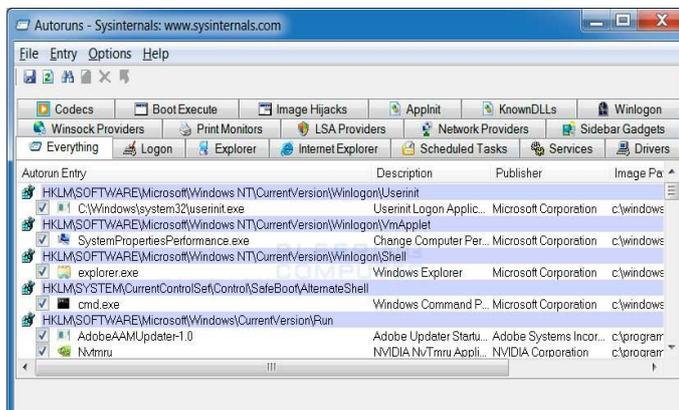 Autoruns - Sysinternals: www.sysinternals.com
File Entry Options Help
Codecs Boot Execute Image Hijacks AppInit KnownDLLs Winlogon
Winsock Providers Print Monitors LSA Providers Network Providers Sidebar Gadgets
Everything Logon Explorer Internet Explorer Scheduled Tasks Services Drivers
Autorun Entry Description Publisher Image Pa
HKLM\SOFTWARE\Microsoft\Windows NT\CurrentVersion\Winlogon\Userinit
C:\Windows\system32\userinit.exe Userinit Logon Applic... Microsoft Corporation c:\windows
HKLM\SOFTWARE\Microsoft\Windows NT\CurrentVersion\Winlogon\VmApplet
SystemPropertiesPerformance.exe Change Computer Per... Microsoft Corporation c:\windows
HKLM\SOFTWARE\Microsoft\Windows NT\CurrentVersion\Winlogon\Shell
explorer.exe Windows Explorer Microsoft Corporation c:\windows
HKLM\SYSTEM\CurrentControlSet\Control\SafeBoot\AlternateShell
cmd.exe Windows Command P... Microsoft Corporation c:\windows
HKLM\SOFTWARE\Microsoft\Windows\CurrentVersion\Run
AdobeAAMUpdater-1.0 Adobe Updater Startu... Adobe Systems Incor... c:\program
Nvtmru NVIDIA NvTmru Appli... NVIDIA Corporation c:\program